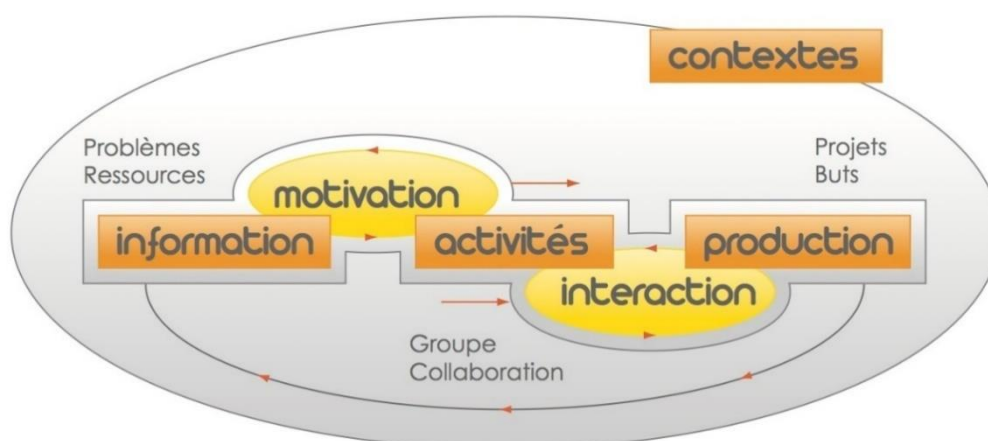 contextes
Problèmes
Ressources
Projets
Buts
motivation
information
activités
production
interaction
Groupe
Collaboration